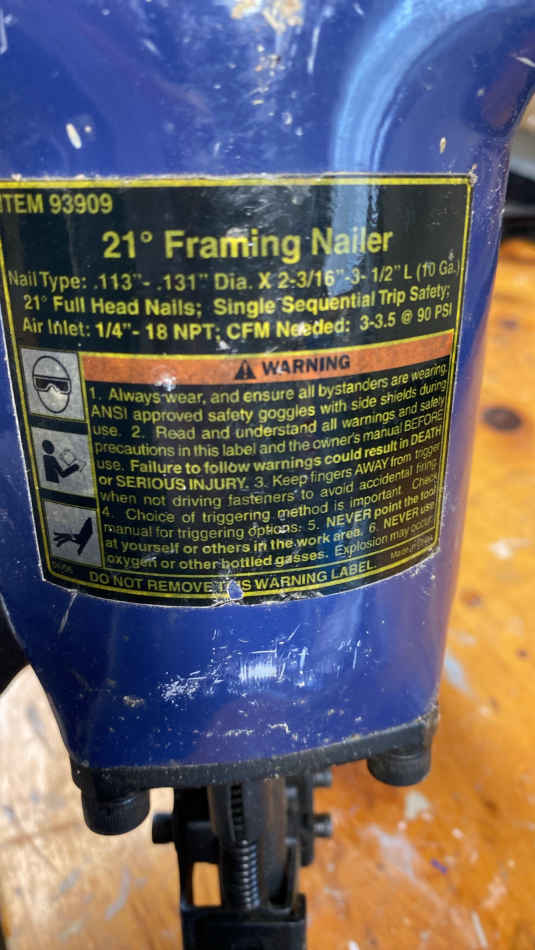 ITEM 93909
21° Framing Nailer
Nail Type: .113"- .131" Dia. X 2-3/16"-3- 1/2" L (10 Ga.)
21° Full Head Nails; Single Sequential Trip Safety;
Air Inlet: 1/4"- 18 NPT; CFM Needed: 3-3.5 @ 90 PSI
WARNING
1. Always wear, and ensure all bystanders are wearing,
ANSI approved safety goggles with side shields during
use. 2. Read and understand all warnings and safety
precautions in this label and the owner's manual BEFORE
use. Failure to follow warnings could result in DEATH
or SERIOUS INJURY. 3. Keep fingers AWAY from trigger
when not driving fasteners to avoid accidental firing.
4. Choice of triggering method is important. Check
manual for triggering options. 5. NEVER point the tool
at yourself or others in the work area. 6. NEVER use
oxygen or other bottled gasses. Explosion may occur.
Made in
DO NOT REMOVE THIS WARNING LABEL.